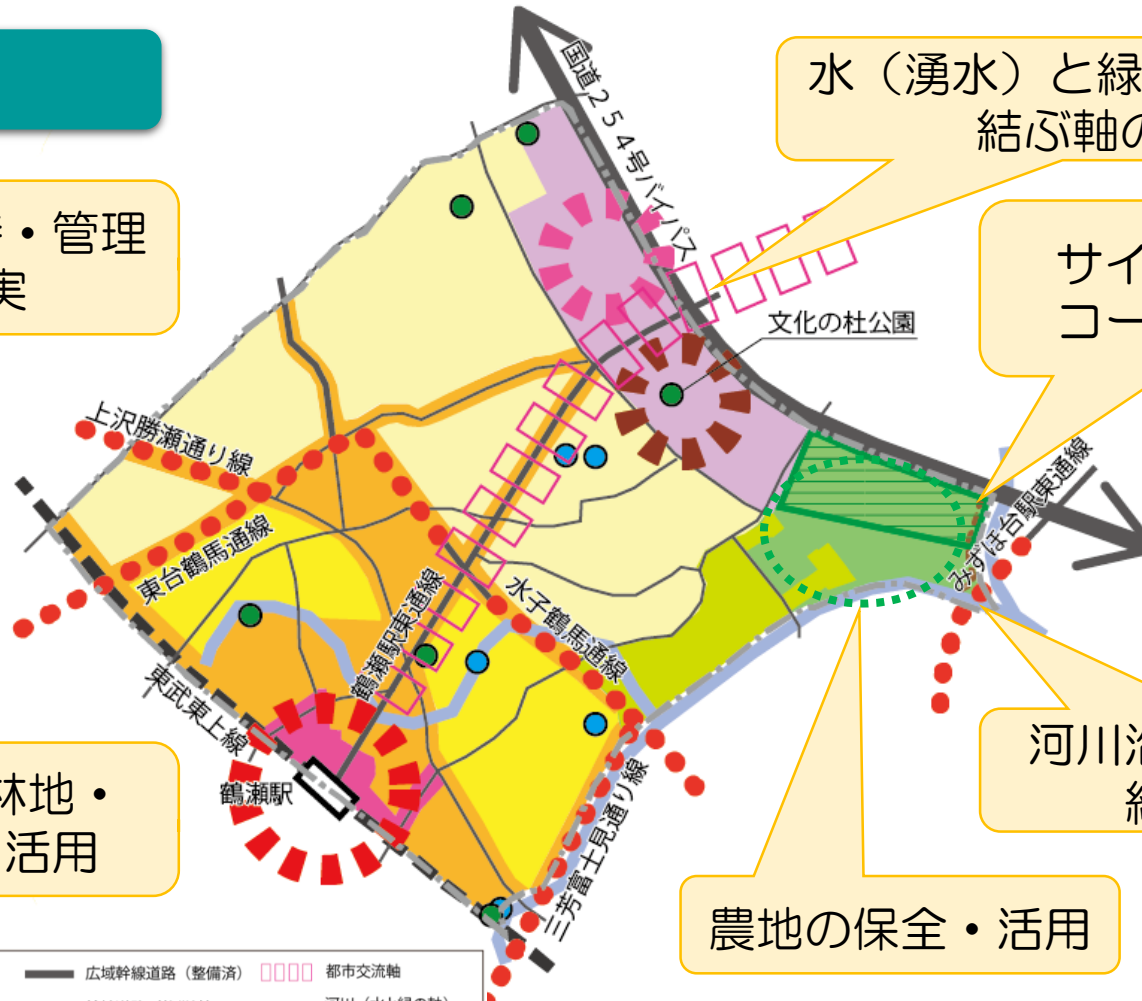 国道254号バイパス
水（湧水）と緑
結ぶ軸の
・管理
実
サイ
コー
文化の杜公園
上沢勝瀬通り線
東台鶴馬通線
水子鶴馬通線
鶴瀬駅東通線
みずほ台駅東通線
東武東上線
鶴瀬駅
三芳富士見通り線
林地・
活用
河川沿
農地の保全・活用
広域幹線道路（整備済）
都市交流軸